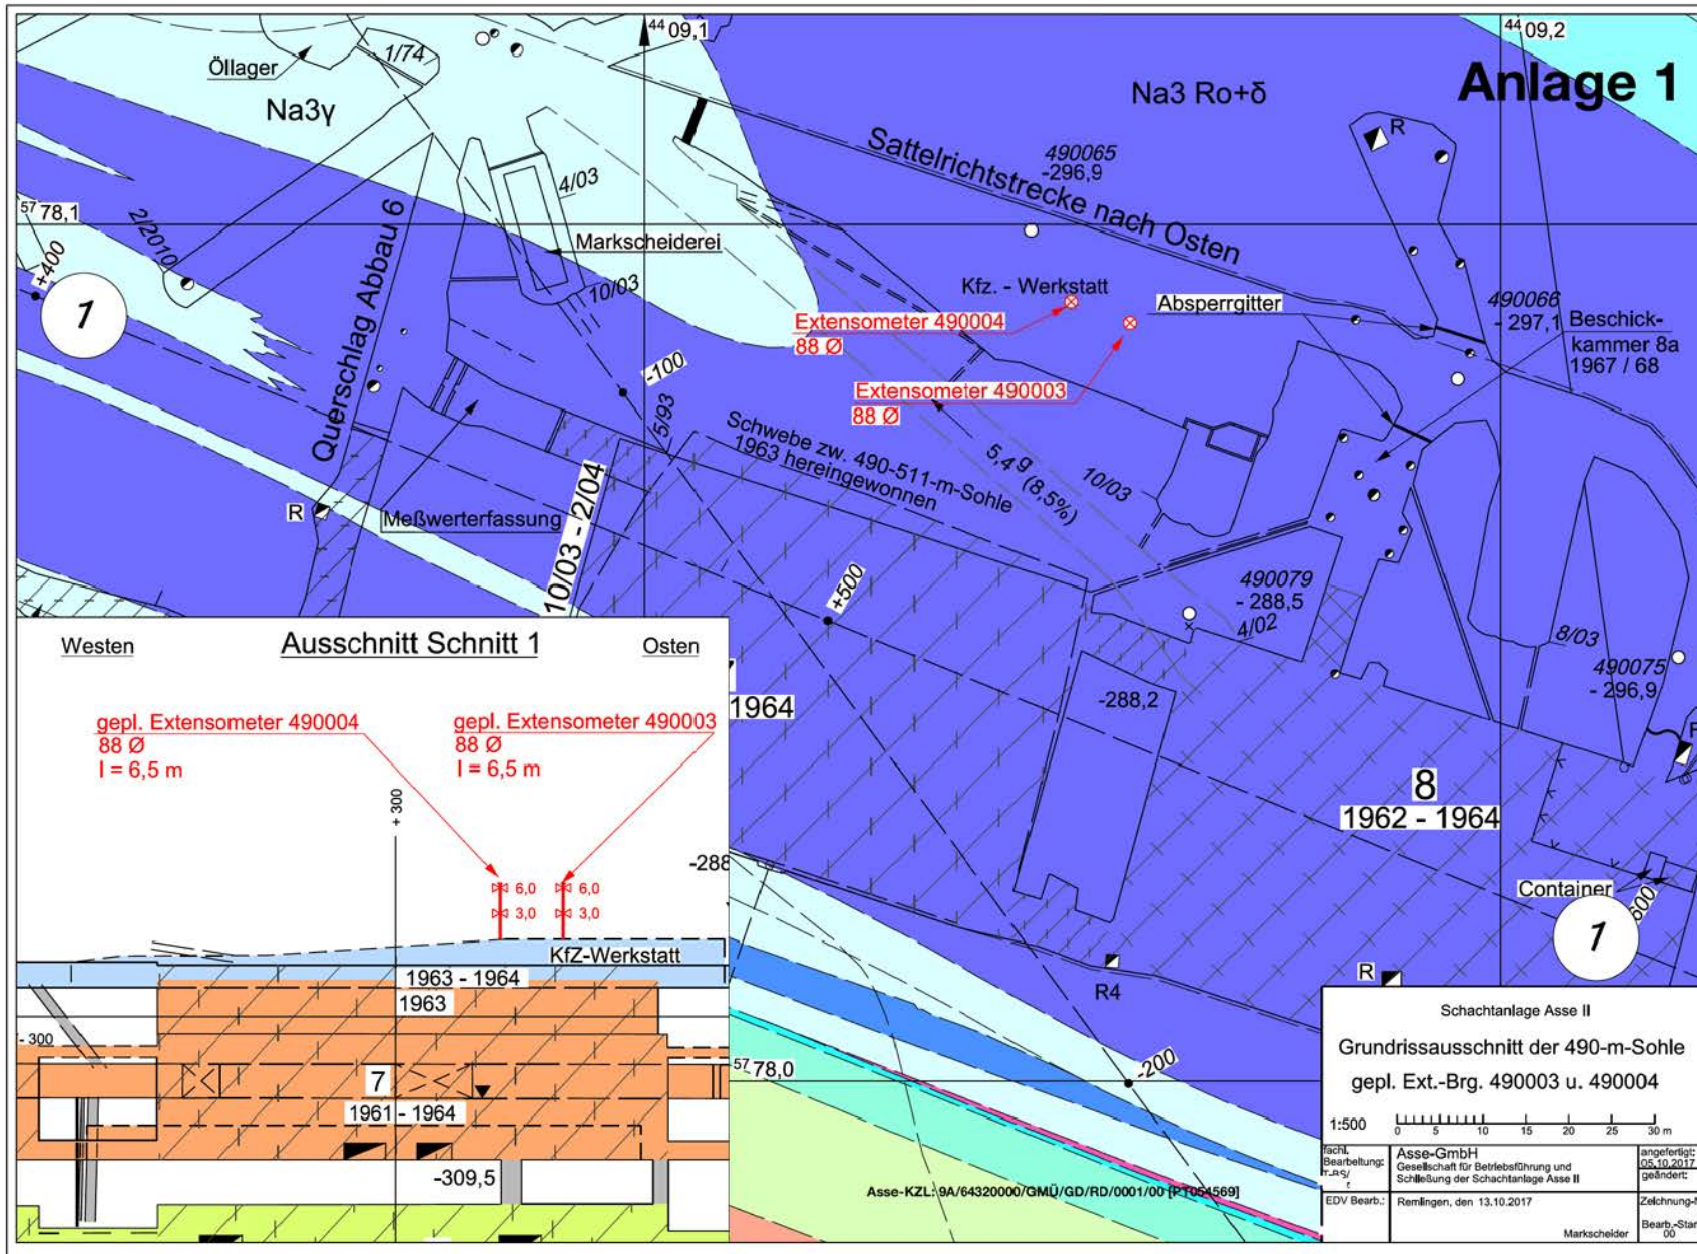 Anlage 1
44 09,1
44 09,2
Öllager
1/74
Na3γ
Na3 Ro+δ
R
4/03
490065
-296,9
Sattelrichtstrecke nach Osten
57 78,1
2/2010
+400
1
Querschlag Abbau 6
Markscheiderei
10/03
Kfz. - Werkstatt
Absperrgitter
490066
- 297,1
Beschick-
kammer 8a
1967 / 68
Extensometer 490004
88 Ø
Extensometer 490003
88 Ø
-100
5/93
Schwebe zw. 490-511-m-Sohle
1963 hereingewonnen
5,4 g
(8,5%)
10/03
R
Meßwerterfassung
10/03 - 2/04
+500
490079
- 288,5
4/02
8/03
490075
- 296,9
-288,2
1964
8
1962 - 1964
Container
600
1
R
R4
57 78,0
-200
Westen
Ausschnitt Schnitt 1
Osten
gepl. Extensometer 490004
88 Ø
l = 6,5 m
gepl. Extensometer 490003
88 Ø
l = 6,5 m
+ 300
-288
6,0
6,0
3,0
3,0
KfZ-Werkstatt
1963 - 1964
1963
- 300
7
1961 - 1964
-309,5
Asse-KZL: 9A/64320000/GMÜ/GD/RD/0001/00 [PT054569]
Schachtanlage Asse II
Grundrissausschnitt der 490-m-Sohle
gepl. Ext.-Brg. 490003 u. 490004
1:500
0 5 10 15 20 25 30 m
fachl.
Bearbeitung:
Asse-GmbH
Gesellschaft für Betriebsführung und
Schließung der Schachtanlage Asse II
angefertigt:
05.10.2017
geändert:
EDV Bearb.:
Remlingen, den 13.10.2017
Markscheider
Zeichnung-
Bearb.-Star
00